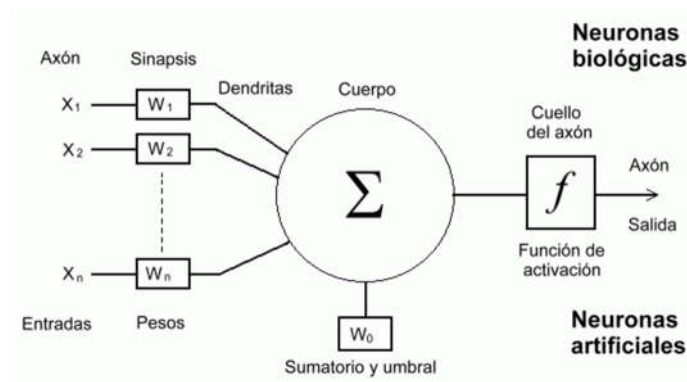 Neuronas
biológicas
Axón
Sinapsis
Dendritas
Cuerpo
Cuello
del axón
X1
W1
X2
W2
Σ
f
Axón
Salida
Xn
Wn
Función de
activación
Entradas
Pesos
W0
Sumatorio y umbral
Neuronas
artificiales